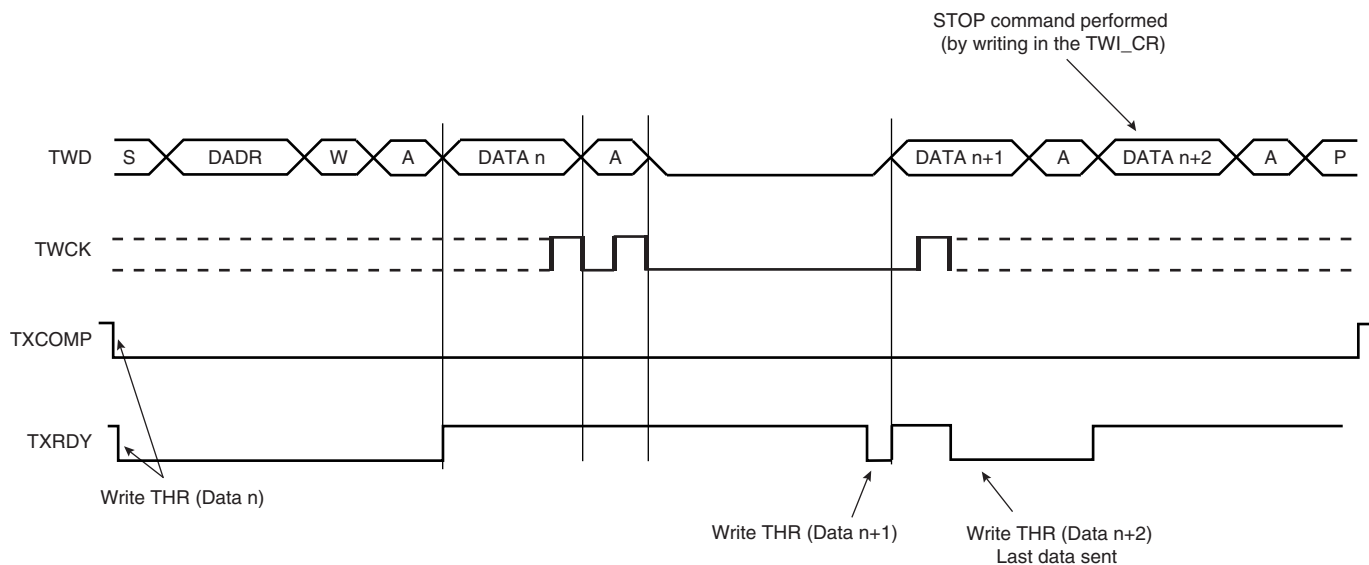 STOP command performed
(by writing in the TWI_CR)
TWD S DADR W A DATA n A DATA n+1 A DATA n+2 A P
TWCK
TXCOMP
TXRDY
Write THR (Data n)
Write THR (Data n+1)
Write THR (Data n+2)
Last data sent